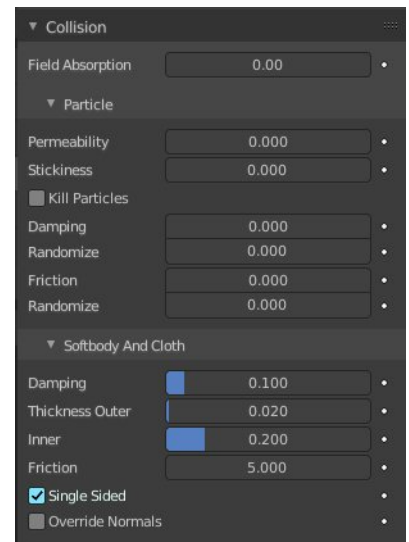 Collision
Field Absorption 0.00
Particle
Permeability 0.000
Stickiness 0.000
Kill Particles
Damping 0.000
Randomize 0.000
Friction 0.000
Randomize 0.000
Softbody And Cloth
Damping 0.100
Thickness Outer 0.020
Inner 0.200
Friction 5.000
Single Sided
Override Normals